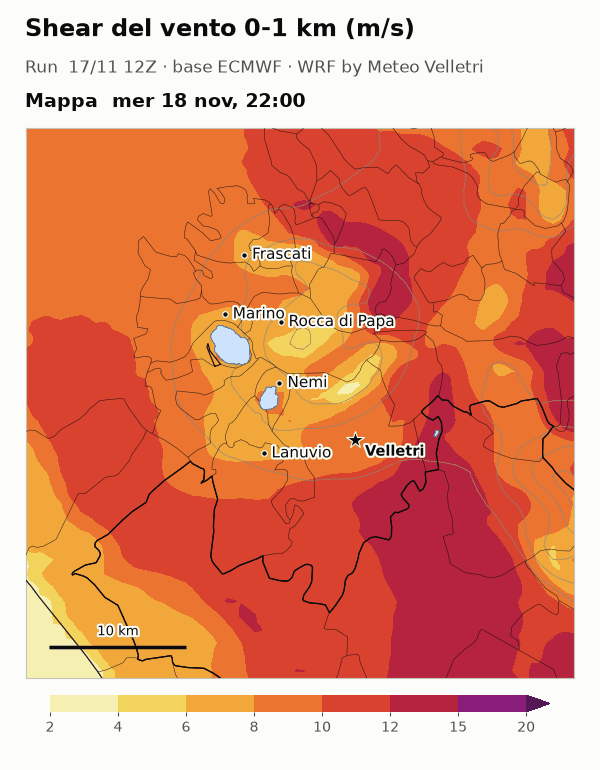 Shear del vento 0-1 km (m/s)
Run  17/11 12Z · base ECMWF · WRF by Meteo Velletri
Mappa  mer 18 nov, 22:00
Frascati
Marino
Rocca di Papa
Nemi
Velletri
Lanuvio
10 km
2 4 6 8 10 12 15 20